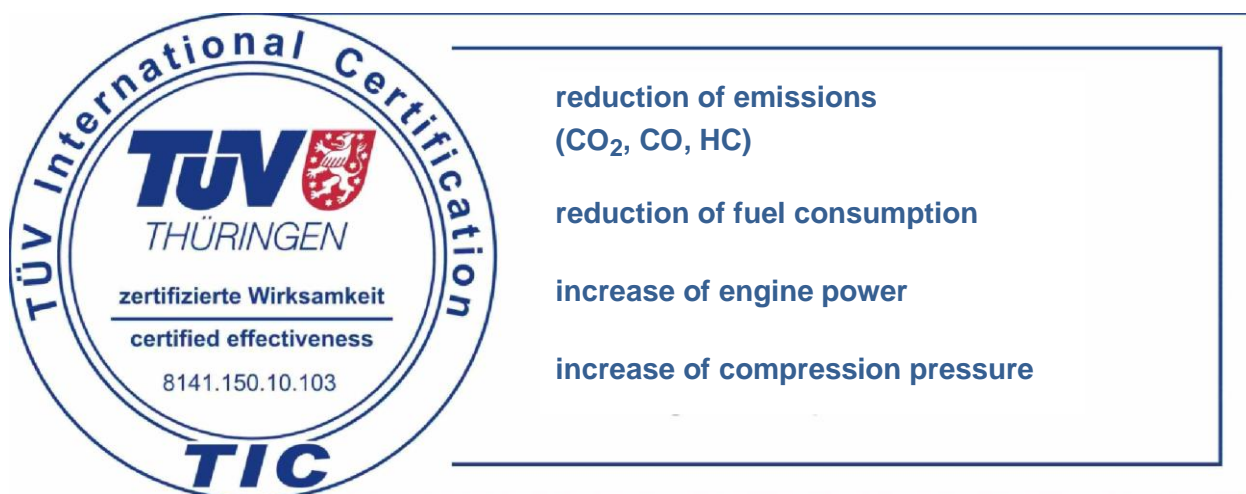 TÜV International Certification
TÜV
THÜRINGEN
zertifizierte Wirksamkeit
certified effectiveness
8141.150.10.103
TIC
reduction of emissions
(CO₂, CO, HC)
reduction of fuel consumption
increase of engine power
increase of compression pressure